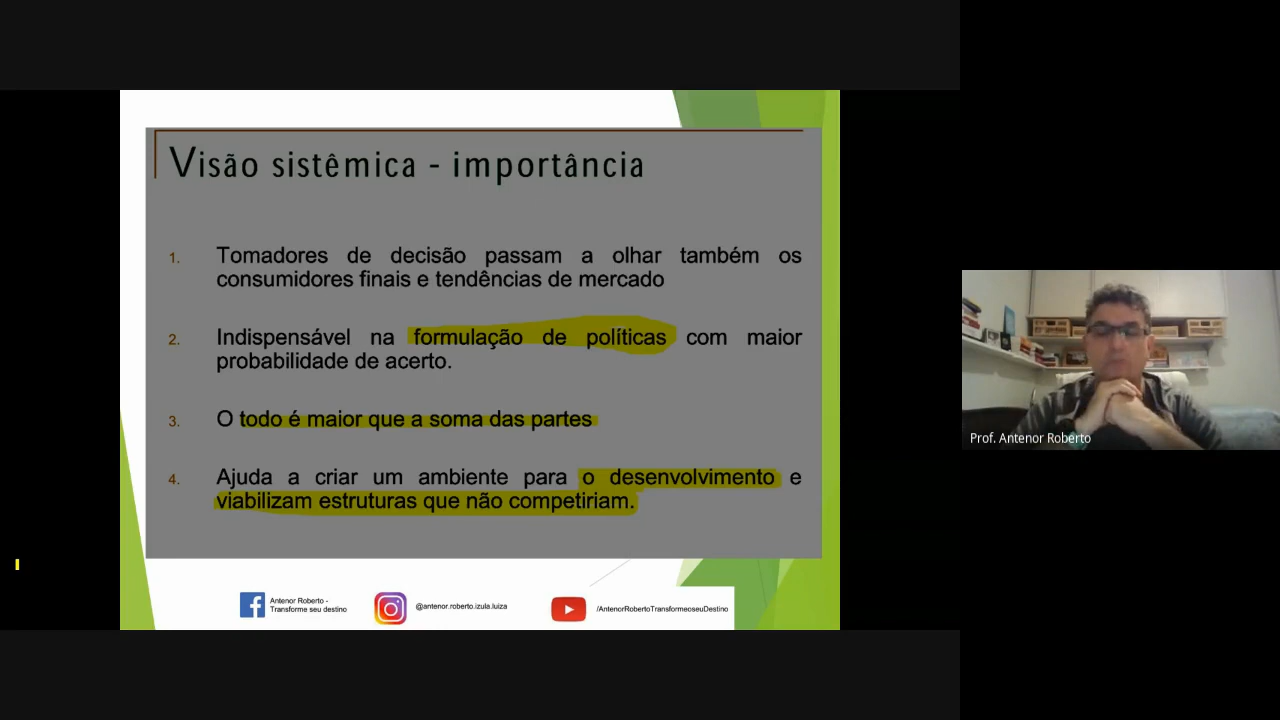 Visão sistêmica - importância
1. Tomadores de decisão passam a olhar também os
consumidores finais e tendências de mercado
2. Indispensável na formulação de políticas com maior
probabilidade de acerto.
3. O todo é maior que a soma das partes
4. Ajuda a criar um ambiente para o desenvolvimento e
viabilizam estruturas que não competiriam.
Antenor Roberto -
Transforme seu destino
@antenor.roberto.izula.luiza
/AntenorRobertoTransformeoseuDestino
Prof. Antenor Roberto